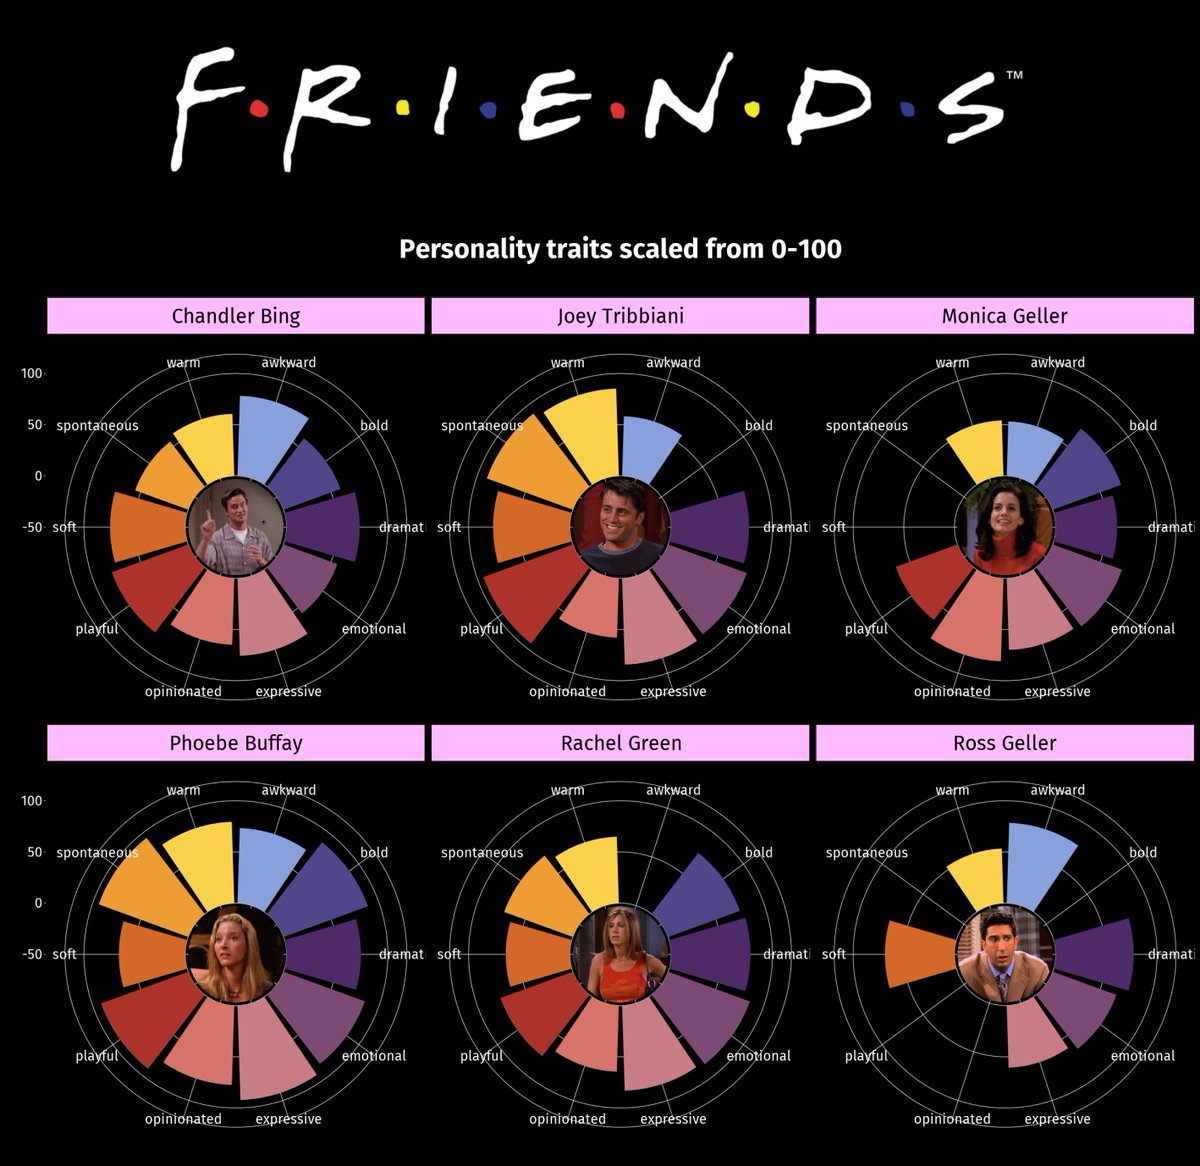 F·R·I·E·N·D·S™
Personality traits scaled from 0-100
Chandler Bing
Joey Tribbiani
Monica Geller
100
50
0
-50
warm
awkward
spontaneous
bold
soft
dramati
playful
emotional
opinionated
expressive
warm
awkward
spontaneous
bold
soft
dramati
playful
emotional
opinionated
expressive
warm
awkward
spontaneous
bold
soft
dramati
playful
emotional
opinionated
expressive
Phoebe Buffay
Rachel Green
Ross Geller
100
50
0
-50
warm
awkward
spontaneous
bold
soft
dramati
playful
emotional
opinionated
expressive
warm
awkward
spontaneous
bold
soft
dramati
playful
emotional
opinionated
expressive
warm
awkward
spontaneous
bold
soft
dramati
playful
emotional
opinionated
expressive